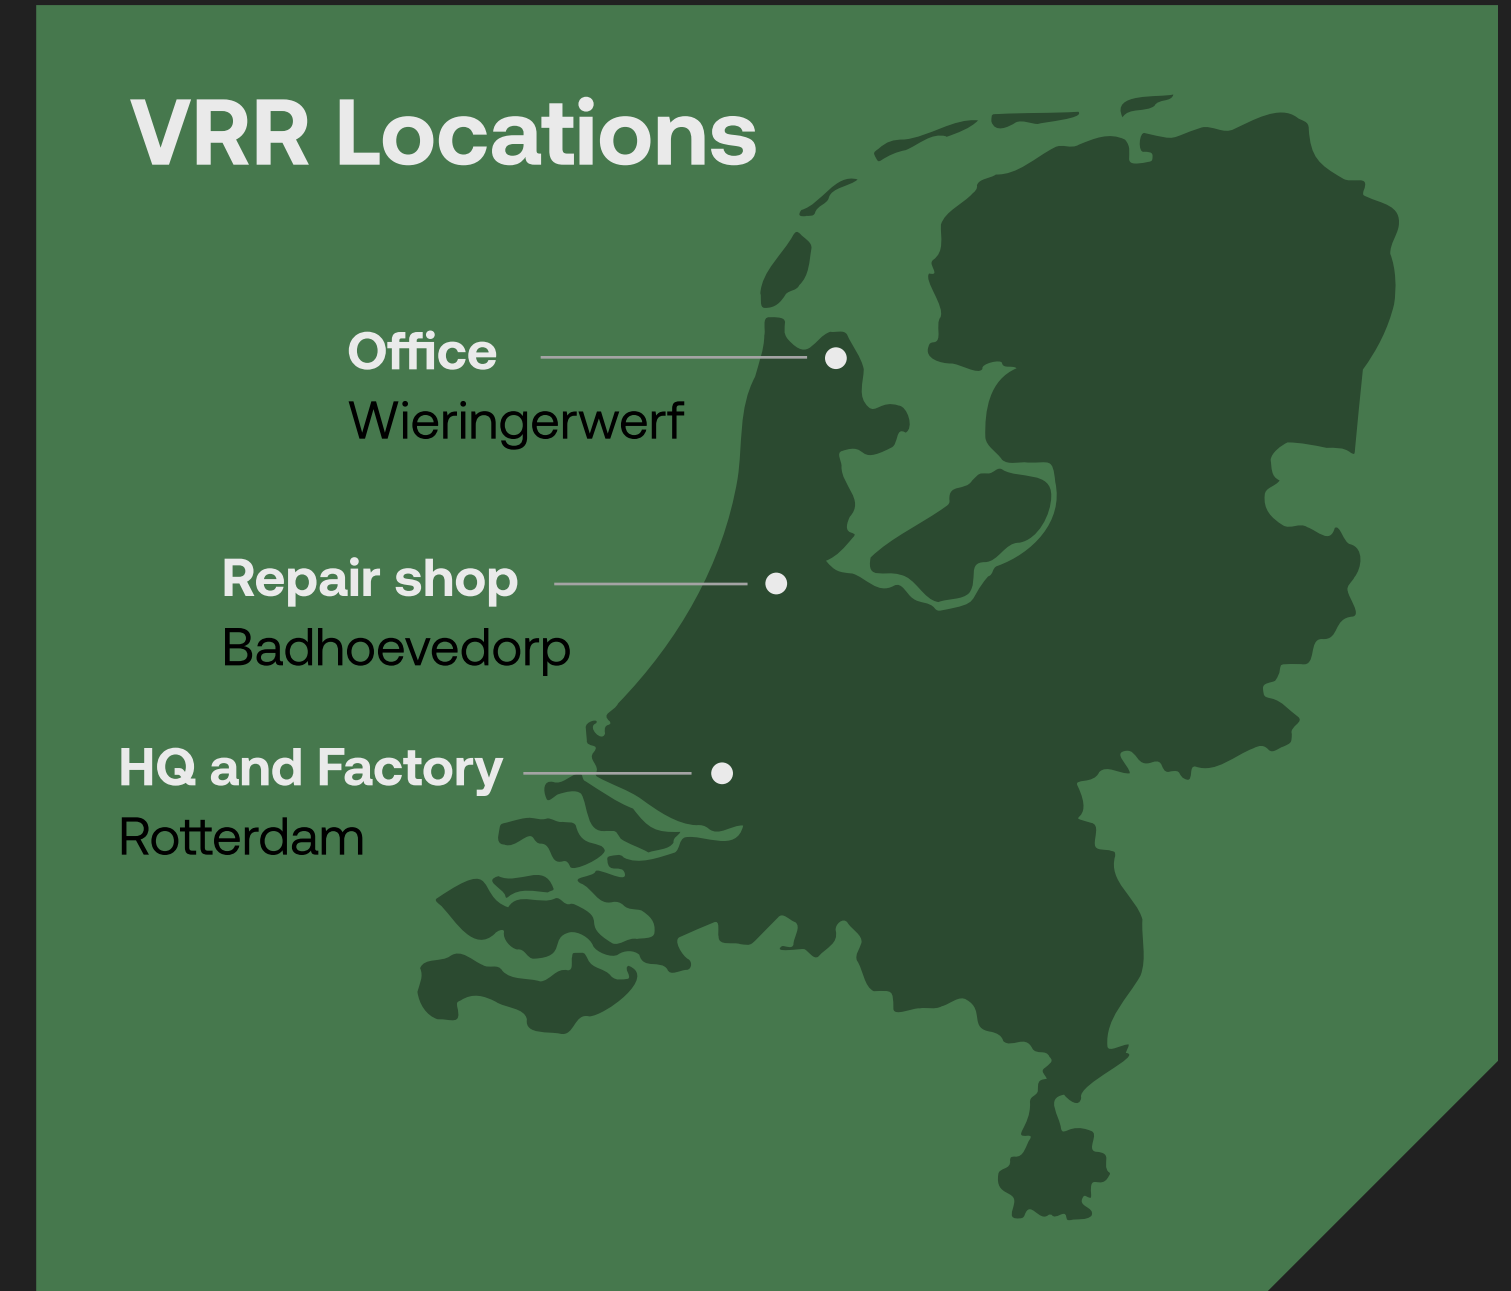 VRR Locations
Office
Wieringerwerf
Repair shop
Badhoevedorp
HQ and Factory
Rotterdam